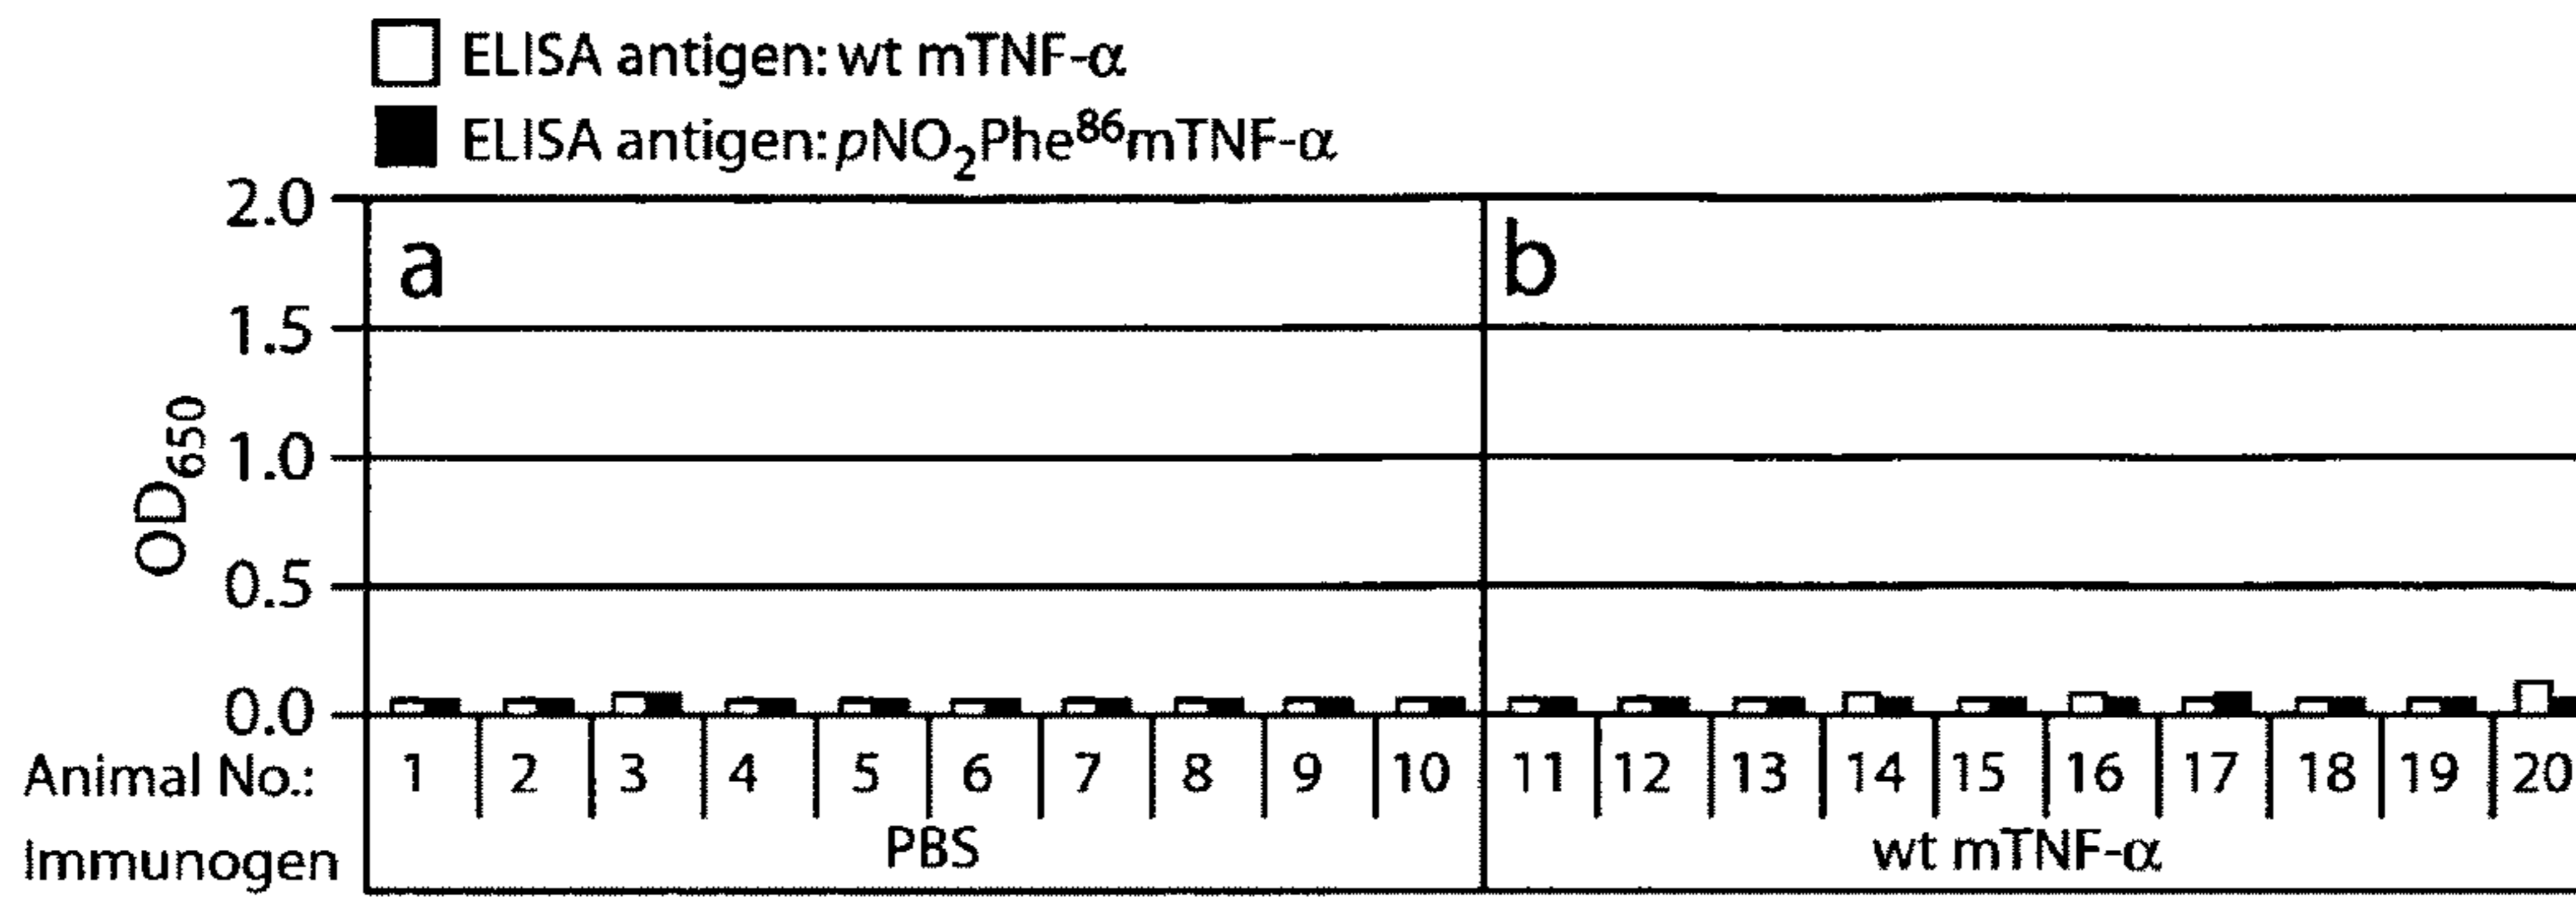 ELISA antigen: wt mTNF-α
ELISA antigen: pNO₂Phe⁸⁶mTNF-α
2.0
a
b
1.5
OD₆₅₀
1.0
0.5
0.0
Animal No.: 1 2 3 4 5 6 7 8 9 10 11 12 13 14 15 16 17 18 19 20
Immunogen PBS wt mTNF-α